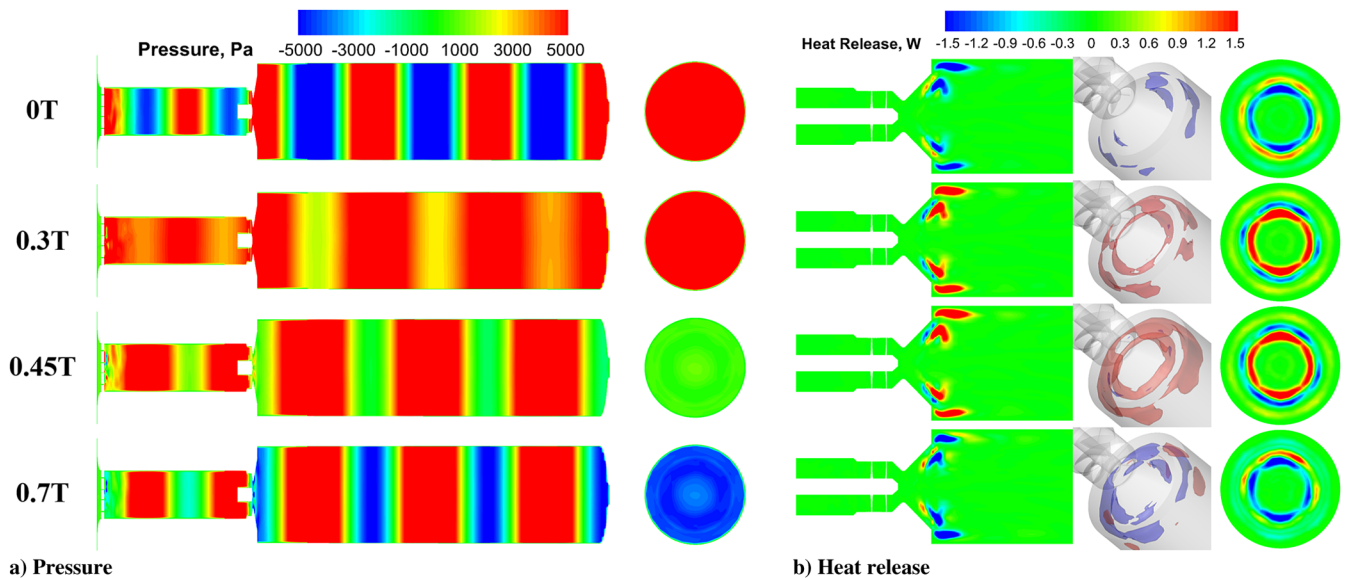 Pressure, Pa
-5000 -3000 -1000 1000 3000 5000
Heat Release, W
-1.5 -1.2 -0.9 -0.6 -0.3 0 0.3 0.6 0.9 1.2 1.5
0T
0.3T
0.45T
0.7T
a) Pressure
b) Heat release